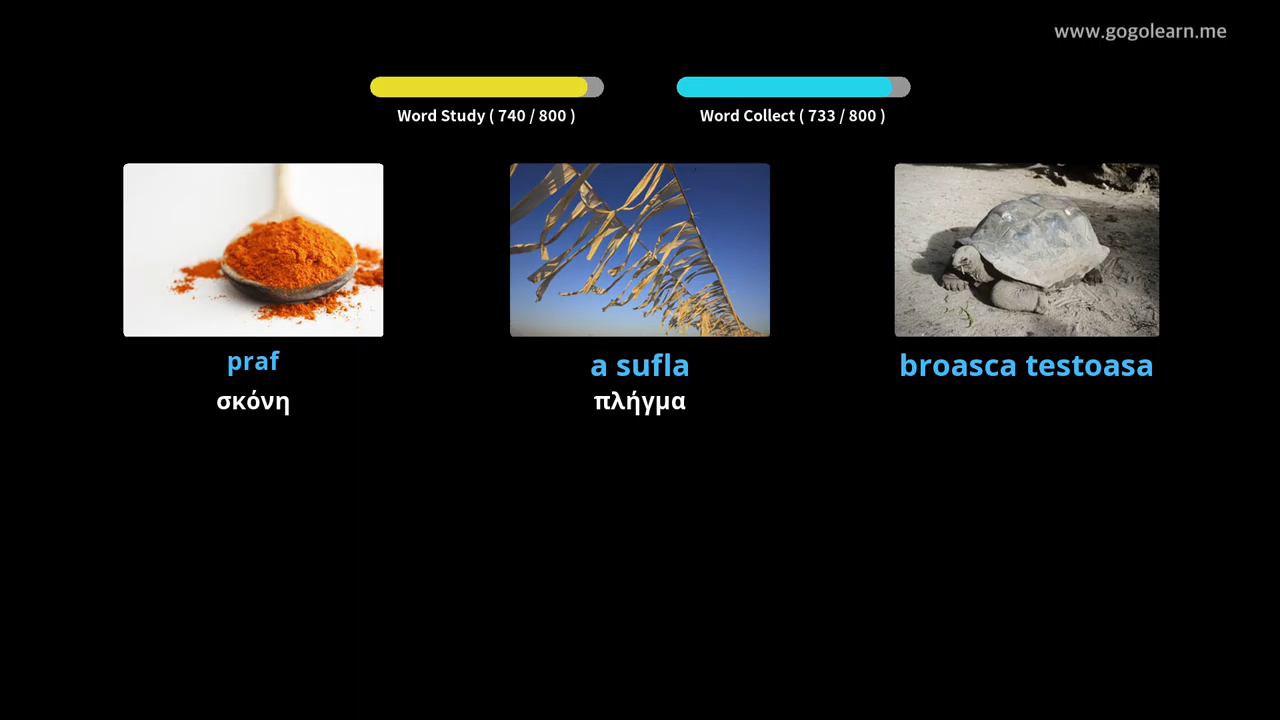 www.gogolearn.me
Word Study ( 740 / 800 )
Word Collect ( 733 / 800 )
praf
σκόνη
a sufla
πλήγμα
broasca testoasa